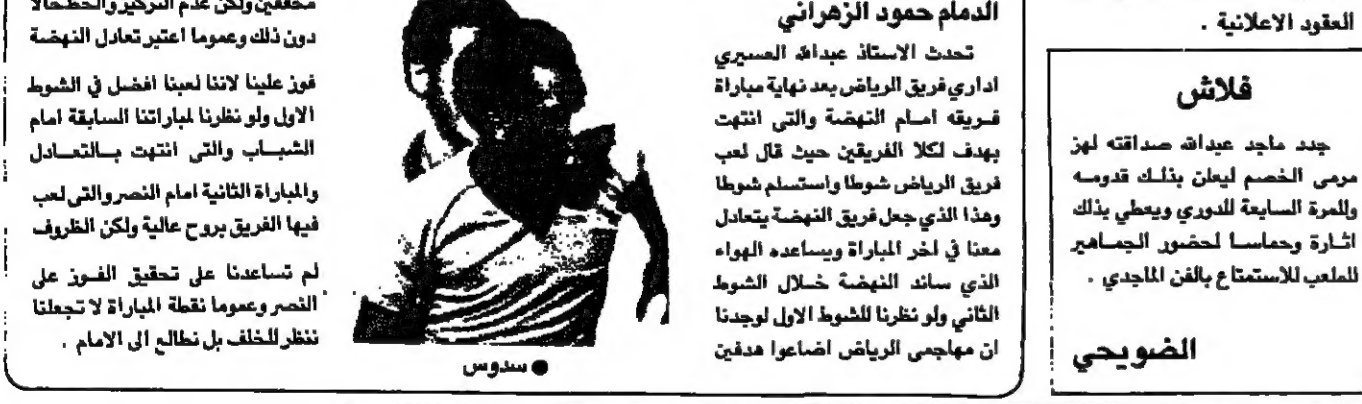 العقود الاعلانية .
فلاش
جدد ماجد عبدالله صداقته لهز
مرمى الخصم ليعلن بذلك قدومه
وللمرة السابعة للدوري ويعطي بذلك
اثارة وحماسا لحضور الجماهير
للملعب للاستمتاع بالفن الماجدي .
الضويحي
الدمام حمود الزهراني
تحدث الاستاذ عبدالله العسيري
اداري فريق الرياض بعد نهاية مباراة
فريقه امام النهضة والتى انتهت
بهدف لكلا الفريقين حيث قال لعب
فريق الرياض شوطا واستسلم شوطا
وهذا الذي جعل فريق النهضة يتعادل
معنا في اخر المباراة ويساعده الهواء
الذي ساند النهضة خلال الشوط
الثاني ولو نظرنا للشوط الاول لوجدنا
ان مهاجمى الرياض اضاعوا هدفين
سدوس
محققين ولكن عدم التركيز والحظ حالا
دون ذلك وعموما اعتبر تعادل النهضة
فوز علينا لاننا لعبنا افضل في الشوط
الاول ولو نظرنا لمباراتنا السابقة امام
الشباب والتى انتهت بالتعادل
والمباراة الثانية امام النصر والتى لعب
فيها الفريق بروح عالية ولكن الظروف
لم تساعدنا على تحقيق الفوز على
النصر وعموما نقطة المباراة لا تجعلنا
ننظر للخلف بل نطالع الى الامام .